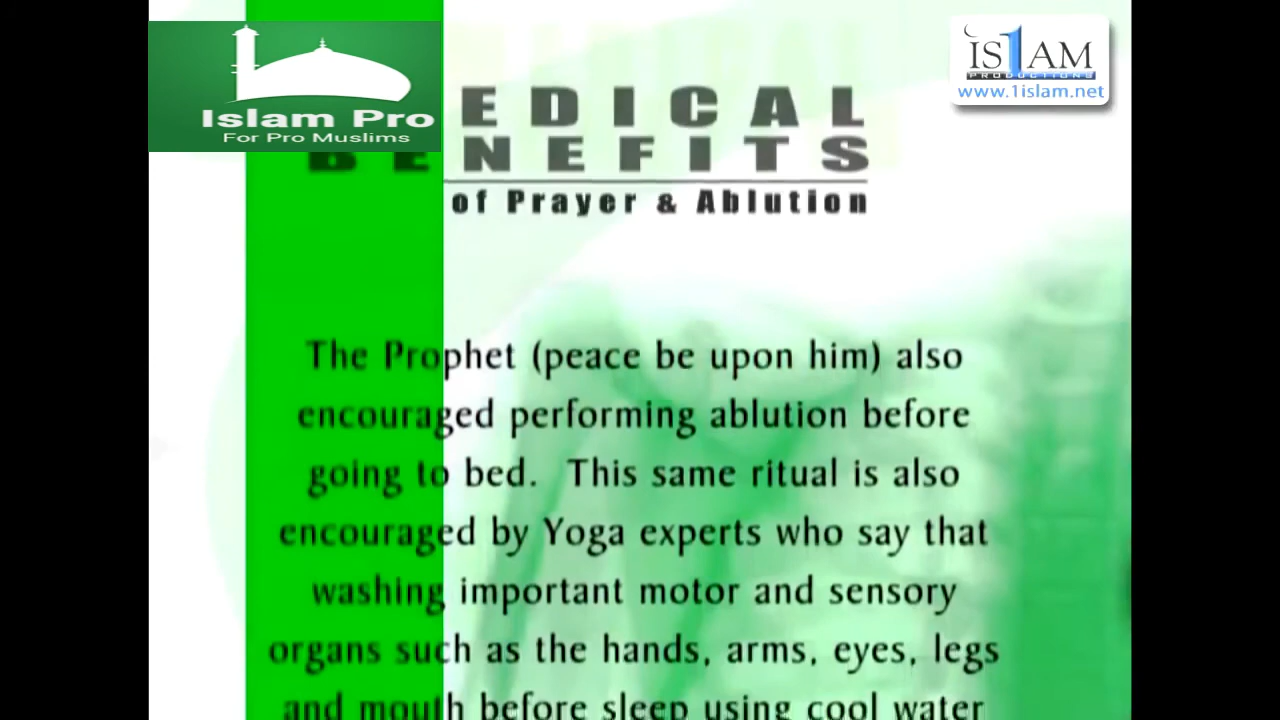 Islam Pro
For Pro Muslims
IS1AM
PRODUCTIONS
www.1islam.net
EDICAL
BENEFITS
of Prayer & Ablution
The Prophet (peace be upon him) also
encouraged performing ablution before
going to bed. This same ritual is also
encouraged by Yoga experts who say that
washing important motor and sensory
organs such as the hands, arms, eyes, legs
and mouth before sleep using cool water